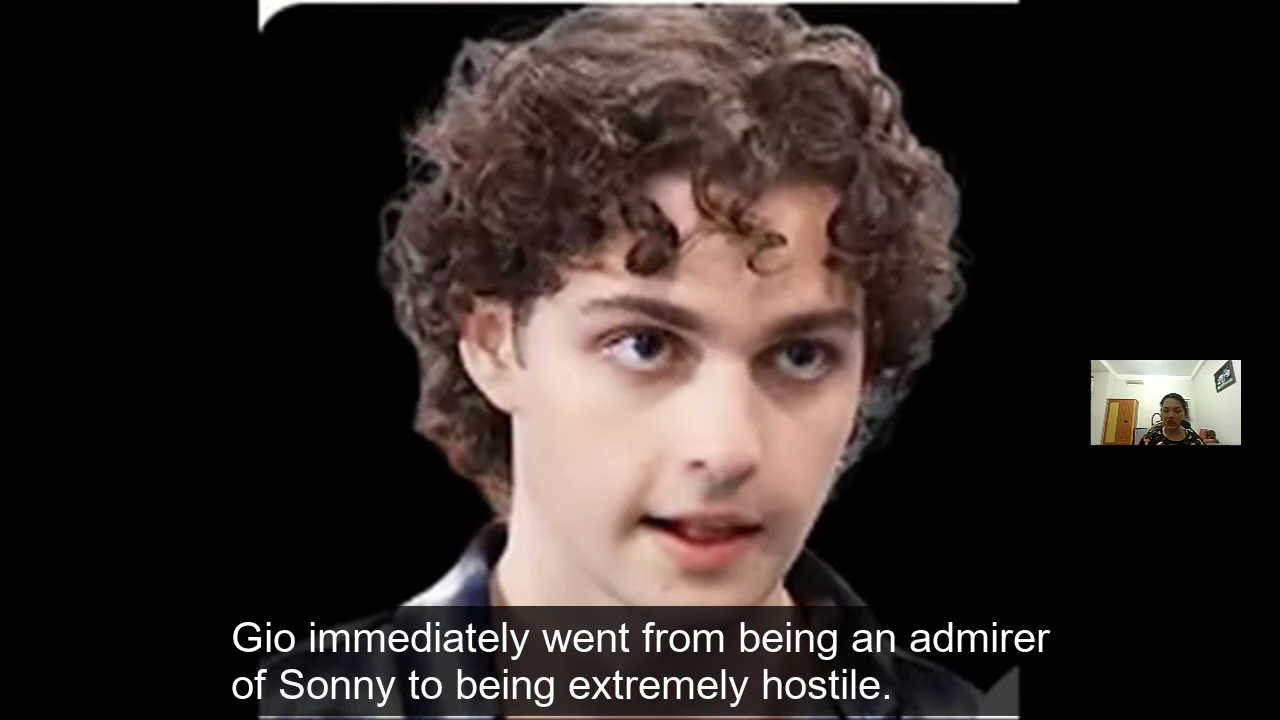 Gio immediately went from being an admirer
of Sonny to being extremely hostile.